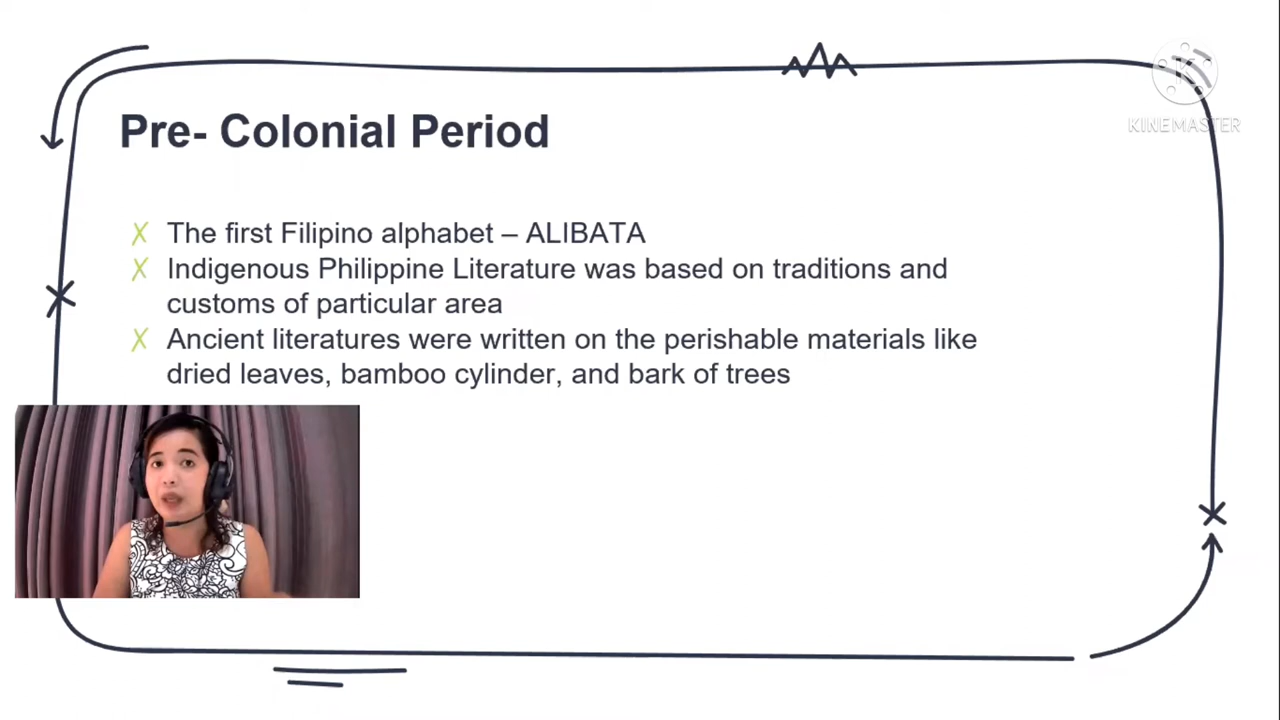 Pre- Colonial Period
The first Filipino alphabet – ALIBATA
Indigenous Philippine Literature was based on traditions and
customs of particular area
Ancient literatures were written on the perishable materials like
dried leaves, bamboo cylinder, and bark of trees
K
KINEMASTER